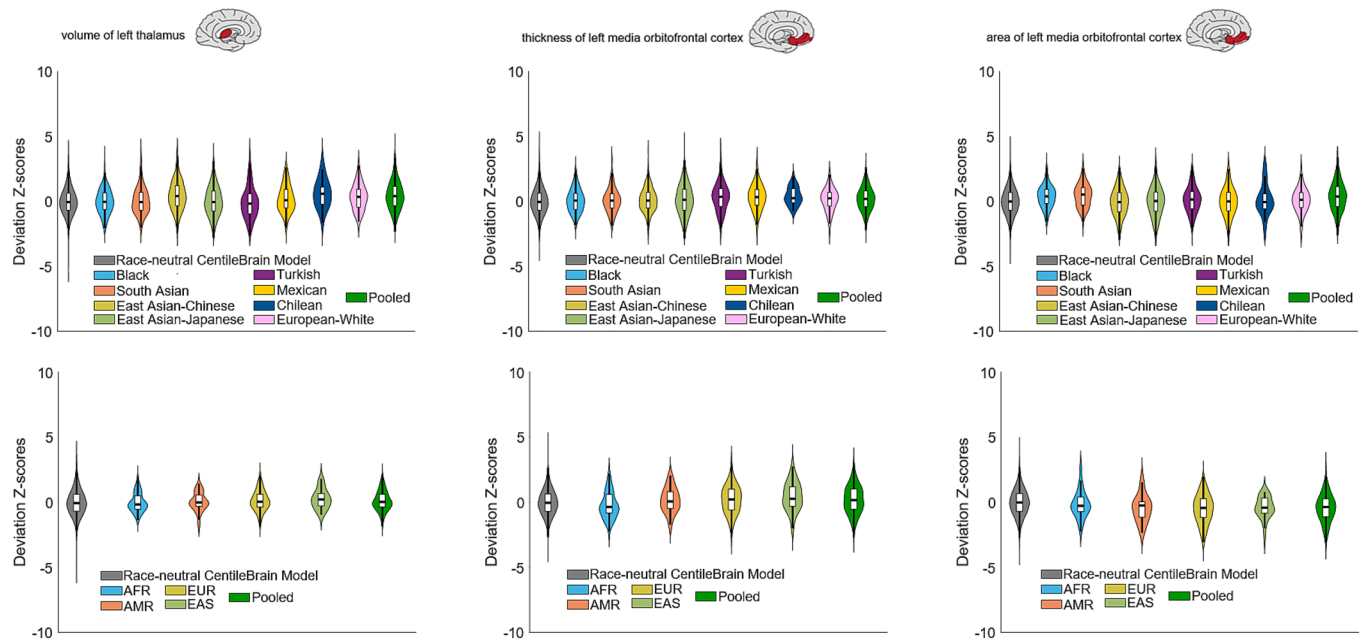 volume of left thalamus
thickness of left media orbitofrontal cortex
area of left media orbitofrontal cortex
10
5
0
-5
-10
Deviation Z-scores
Race-neutral CentileBrain Model
Black
South Asian
East Asian-Chinese
East Asian-Japanese
Turkish
Mexican
Chilean
European-White
Pooled
10
5
0
-5
-10
Deviation Z-scores
Race-neutral CentileBrain Model
Black
South Asian
East Asian-Chinese
East Asian-Japanese
Turkish
Mexican
Chilean
European-White
Pooled
10
5
0
-5
-10
Deviation Z-scores
Race-neutral CentileBrain Model
Black
South Asian
East Asian-Chinese
East Asian-Japanese
Turkish
Mexican
Chilean
European-White
Pooled
10
5
0
-5
-10
Deviation Z-scores
Race-neutral CentileBrain Model
AFR
AMR
EUR
EAS
Pooled
10
5
0
-5
-10
Deviation Z-scores
Race-neutral CentileBrain Model
AFR
AMR
EUR
EAS
Pooled
10
5
0
-5
-10
Deviation Z-scores
Race-neutral CentileBrain Model
AFR
AMR
EUR
EAS
Pooled